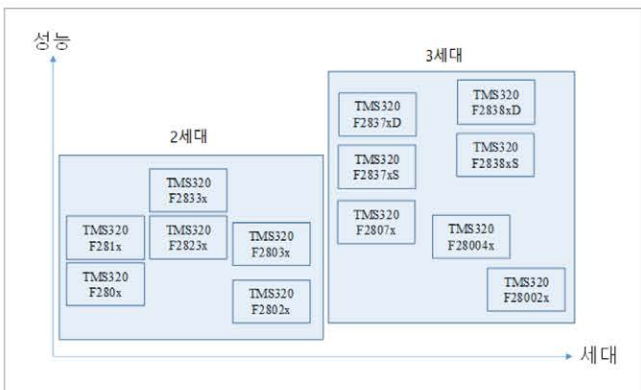 성능
3세대
2세대
TMS320
F2837xD
TMS320
F2838xD
TMS320
F2837xS
TMS320
F2838xS
TMS320
F2833x
TMS320
F2807x
TMS320
F281x
TMS320
F2823x
TMS320
F2803x
TMS320
F28004x
TMS320
F280x
TMS320
F2802x
TMS320
F28002x
세대